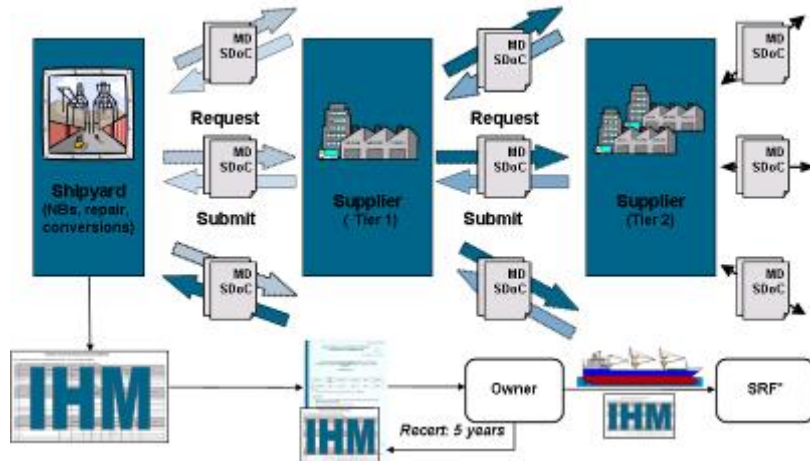 MD
SDoC
MD
SDoC
MD
SDoC
Request
Request
MD
SDoC
MD
SDoC
MD
SDoC
Shipyard
(NBs, repair,
conversions)
Supplier
( Tier 1)
Supplier
(Tier 2)
Submit
Submit
MD
SDoC
MD
SDoC
MD
SDoC
IHM
IHM
Owner
IHM
SRF*
Recert: 5 years